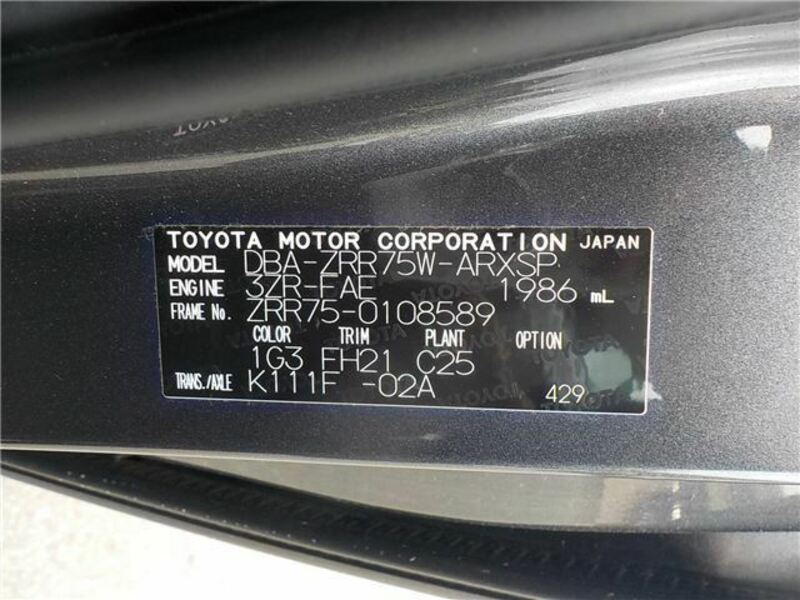 TOYOTA MOTOR CORPORATION JAPAN
MODEL DBA-ZRR75W-ARXSP
ENGINE 3ZR-FAE 1986 mL
FRAME No. ZRR75-0108589
COLOR TRIM PLANT OPTION
1G3 FH21 C25
TRANS./AXLE K111F -02A 429